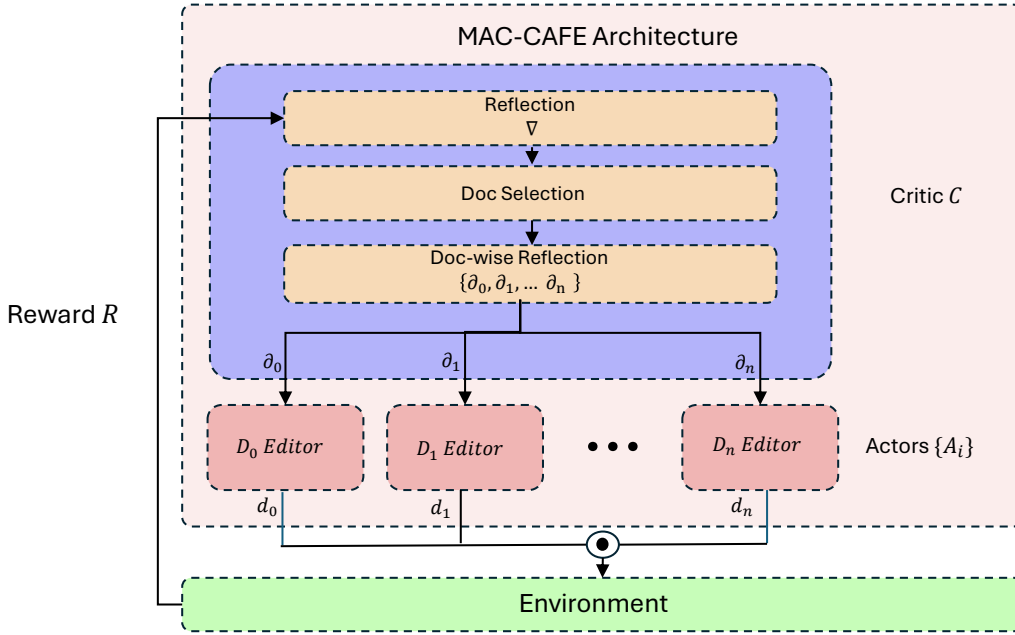 MAC-CAFE Architecture
Reflection
∇
Doc Selection
Critic C
Doc-wise Reflection
{∂₀, ∂₁, … ∂ₙ }
Reward R
∂₀
∂₁
∂ₙ
D₀ Editor
D₁ Editor
• • •
Dₙ Editor
Actors {Aᵢ}
d₀
d₁
dₙ
Environment